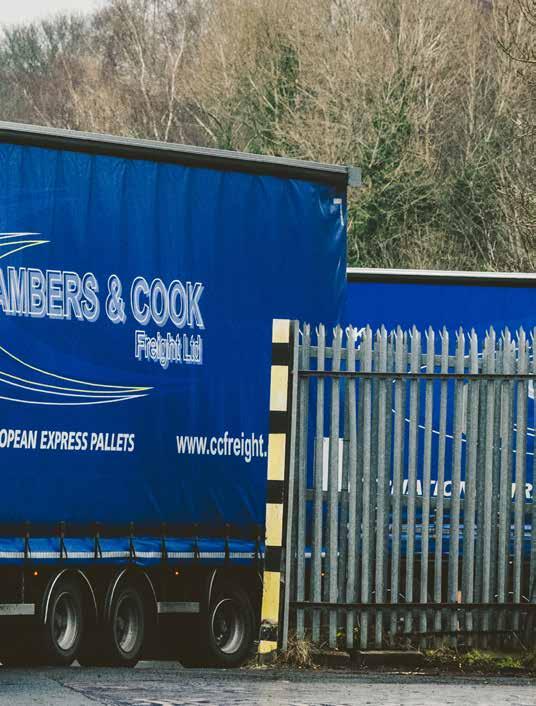 AMBERS & COOK
Freight Ltd
OPEAN EXPRESS PALLETS
www.ccfreight.